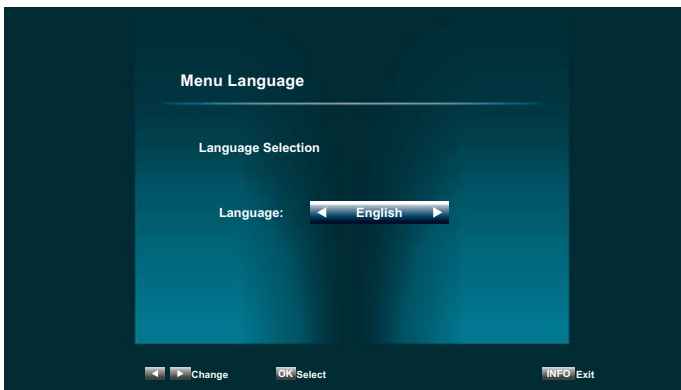 Menu Language
Language Selection
Language: ◀ English ▶
◀ ▶ Change OK Select INFO Exit